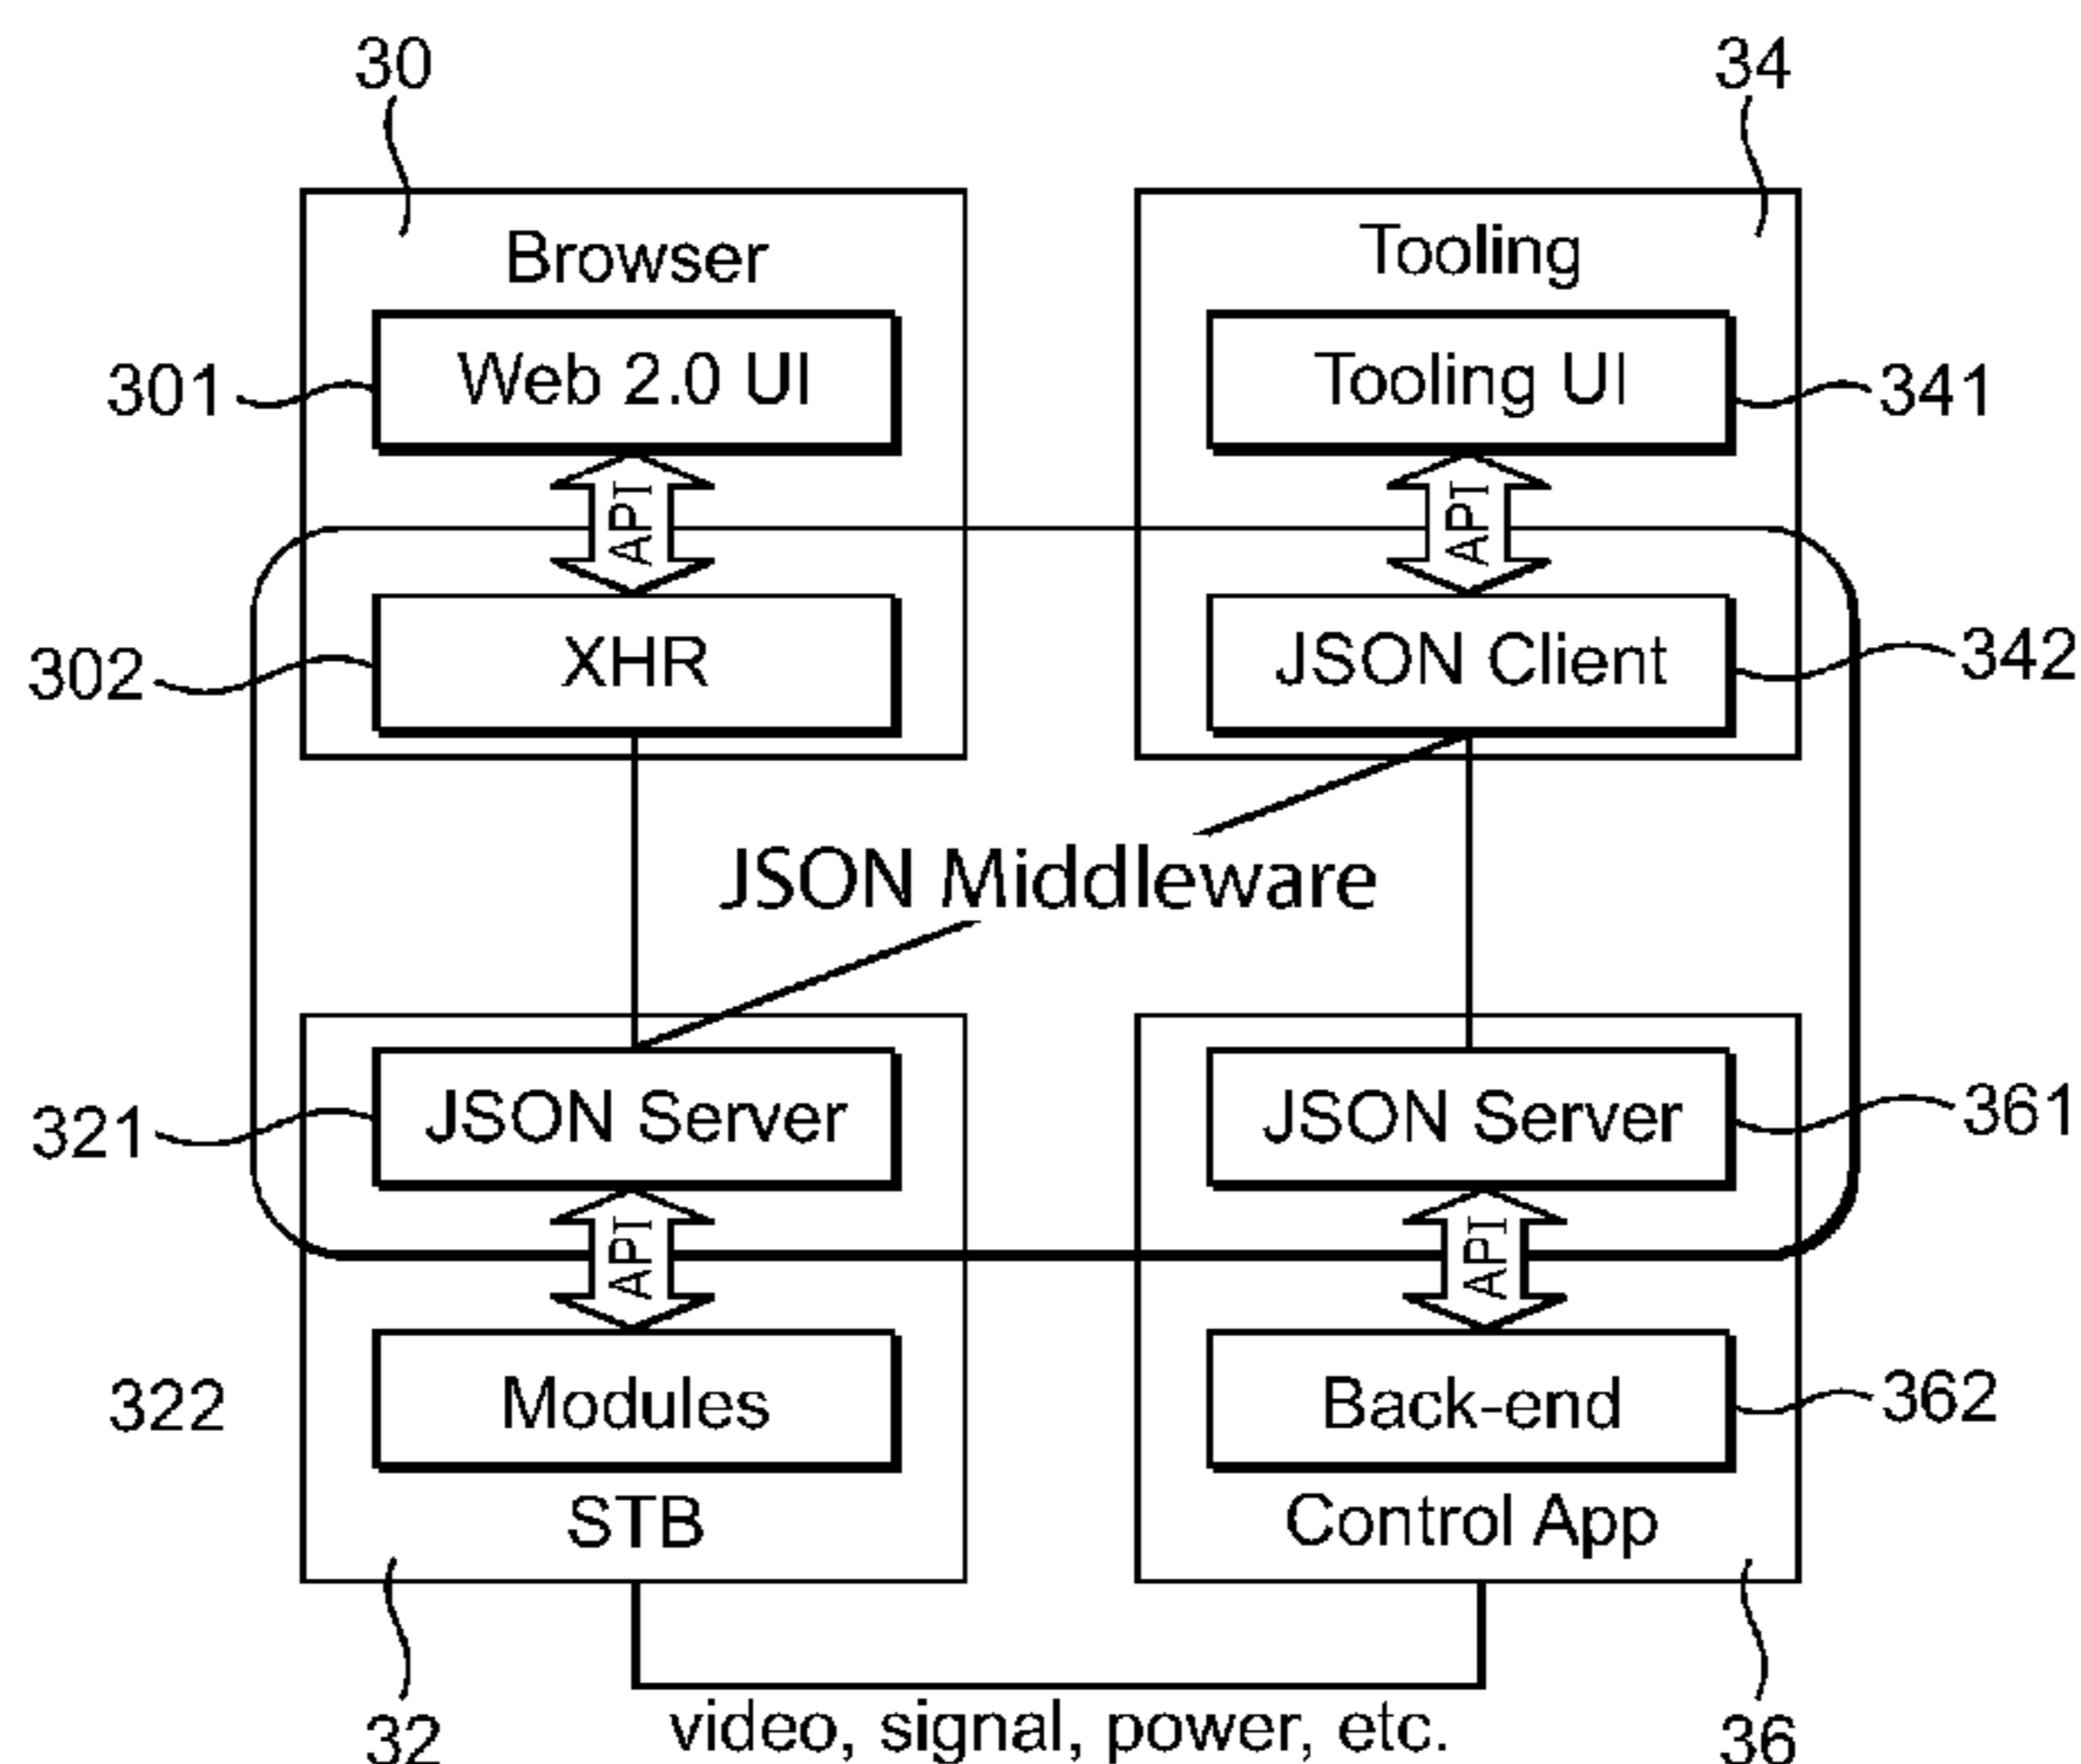 30
34
Browser
Tooling
301
Web 2.0 UI
Tooling UI
341
API
API
302
XHR
JSON Client
342
JSON Middleware
321
JSON Server
JSON Server
361
API
API
322
Modules
Back-end
362
STB
Control App
32
video, signal, power, etc.
36